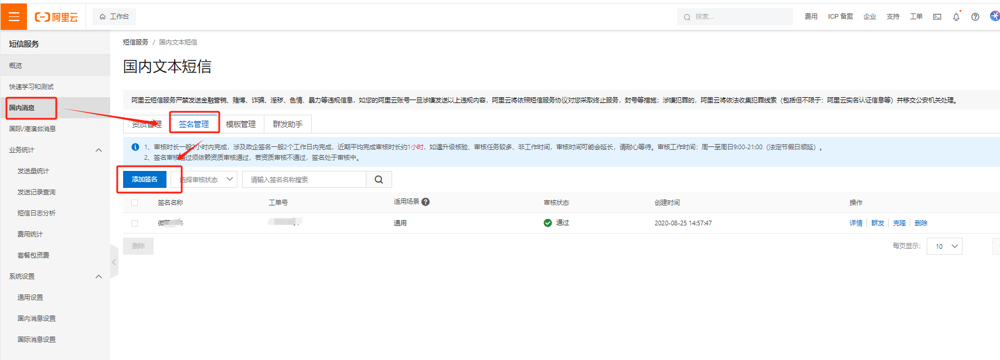 阿里云
工作台
搜索...
费用
ICP 备案
企业
支持
工单
短信服务
概览
快速学习和测试
国内消息
国际/港澳台消息
业务统计
发送量统计
发送记录查询
短信日志分析
费用统计
套餐包资费
系统设置
通用设置
国内消息设置
国际消息设置
短信服务 / 国内文本短信
国内文本短信
阿里云短信服务严禁发送金融营销、赌博、诈骗、淫秽、色情、暴力等违规信息，如您的阿里云账号一旦涉嫌发送以上违规内容，阿里云将依照短信服务协议对您采取终止服务，封号等措施；涉嫌犯罪的，阿里云将依法收集犯罪线索（包括但不限于：阿里云实名认证信息等）并移交公安机关处理。
资质管理
签名管理
模板管理
群发助手
1、审核时长一般2小时内完成，涉及政企签名一般2个工作日内完成，近期平均完成审核时长约1小时，如遇升级核验、审核任务较多、非工作时间，审核时间可能会延长，请耐心等待。审核工作时间：周一至周日9:00-21:00（法定节假日顺延）。
2、签名审核通过须依赖资质审核通过，若资质审核不通过，签名处于审核中。
添加签名
选择审核状态
请输入签名名称搜索
签名名称
工单号
适用场景
审核状态
创建时间
操作
微
通用
通过
2020-08-25 14:57:47
详情
群发
克隆
删除
删除
每页显示：
10